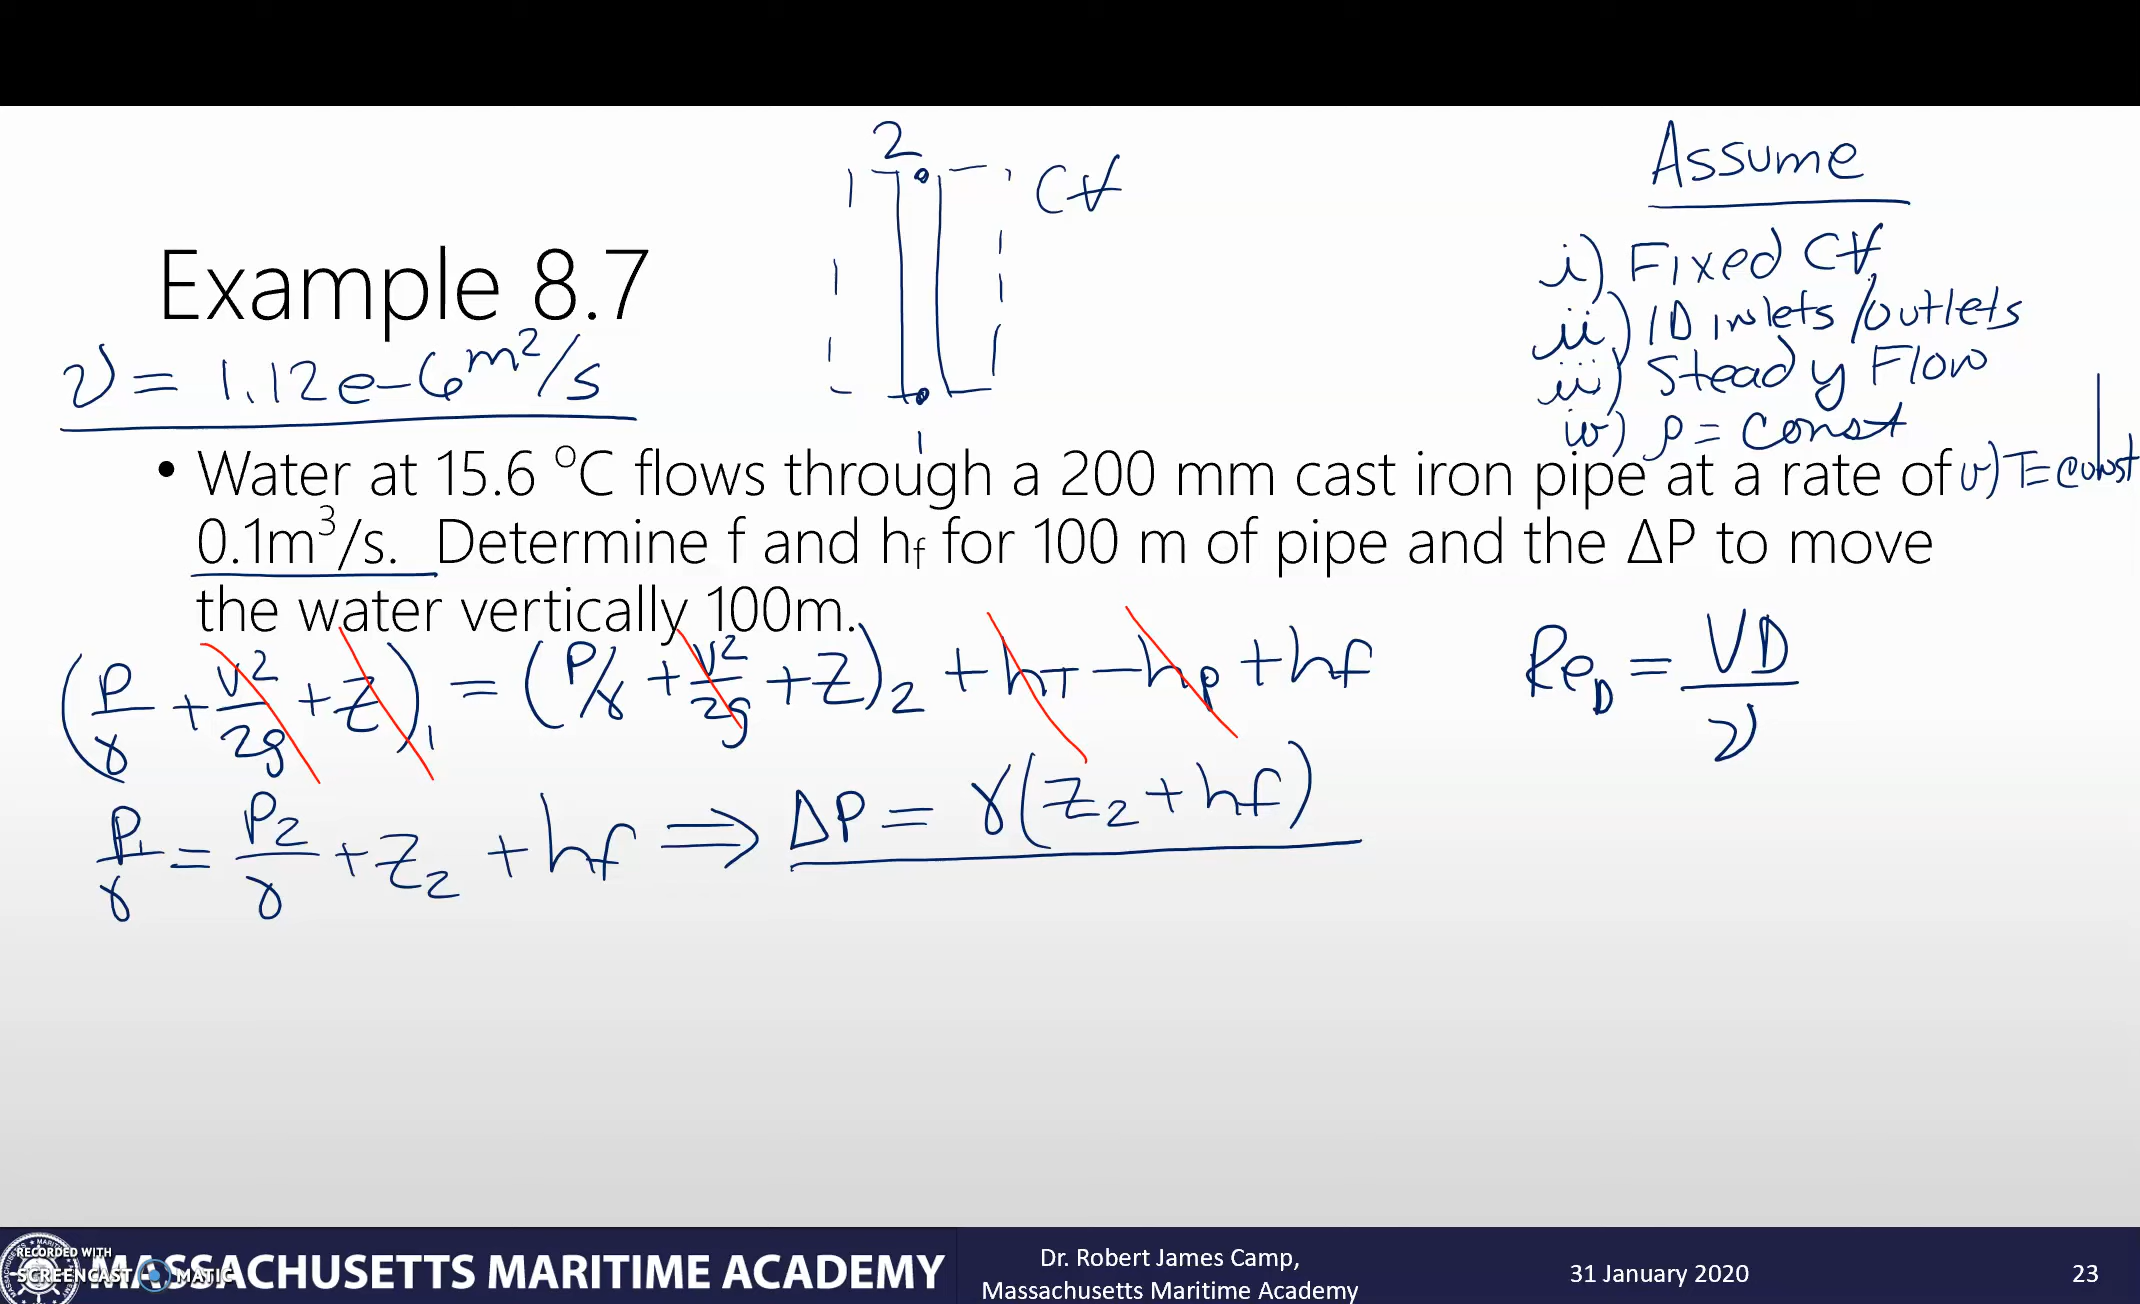 2
C∀
Assume
i) Fixed C∀
ii) 1D inlets/outlets
iii) Steady Flow
iv) ρ = const
v) T = const
Example 8.7
ν = 1.12e-6 m²/s
1
• Water at 15.6 °C flows through a 200 mm cast iron pipe at a rate of
0.1m³/s. Determine f and hf for 100 m of pipe and the ΔP to move
the water vertically 100m.
(P/γ + V²/2g + Z)₁ = (P/γ + V²/2g + Z)₂ + hT - hp + hf
Re_D = VD/ν
P₁/γ = P₂/γ + Z₂ + hf ⇒ ΔP = γ(Z₂ + hf)
RECORDED WITH
SCREENCAST MATIC
MASSACHUSETTS MARITIME ACADEMY
Dr. Robert James Camp,
Massachusetts Maritime Academy
31 January 2020
23